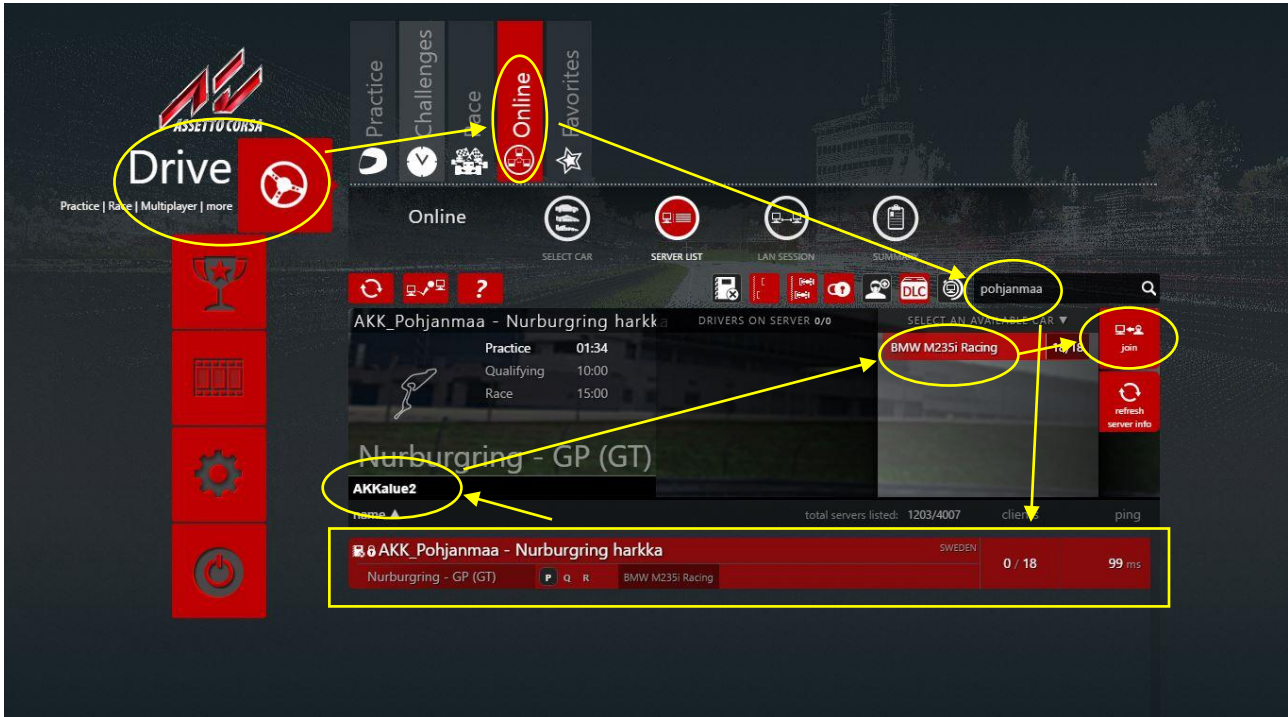 ASSETTO CORSA
Drive
Practice | Race | Multiplayer | more
Practice
Challenges
Race
Online
Favorites
Online
SELECT CAR
SERVER LIST
LAN SESSION
SUMMARY
?
DLC
pohjanmaa
AKK_Pohjanmaa - Nurburgring harkka
DRIVERS ON SERVER 0/0
SELECT AN AVAILABLE CAR ▼
Practice 01:34
Qualifying 10:00
Race 15:00
BMW M235i Racing 18/18
join
refresh
server info
Nurburgring - GP (GT)
AKKalue2
name ▲
total servers listed: 1203/4007
clients
ping
AKK_Pohjanmaa - Nurburgring harkka
SWEDEN
0 / 18
99 ms
Nurburgring - GP (GT)
P Q R
BMW M235i Racing